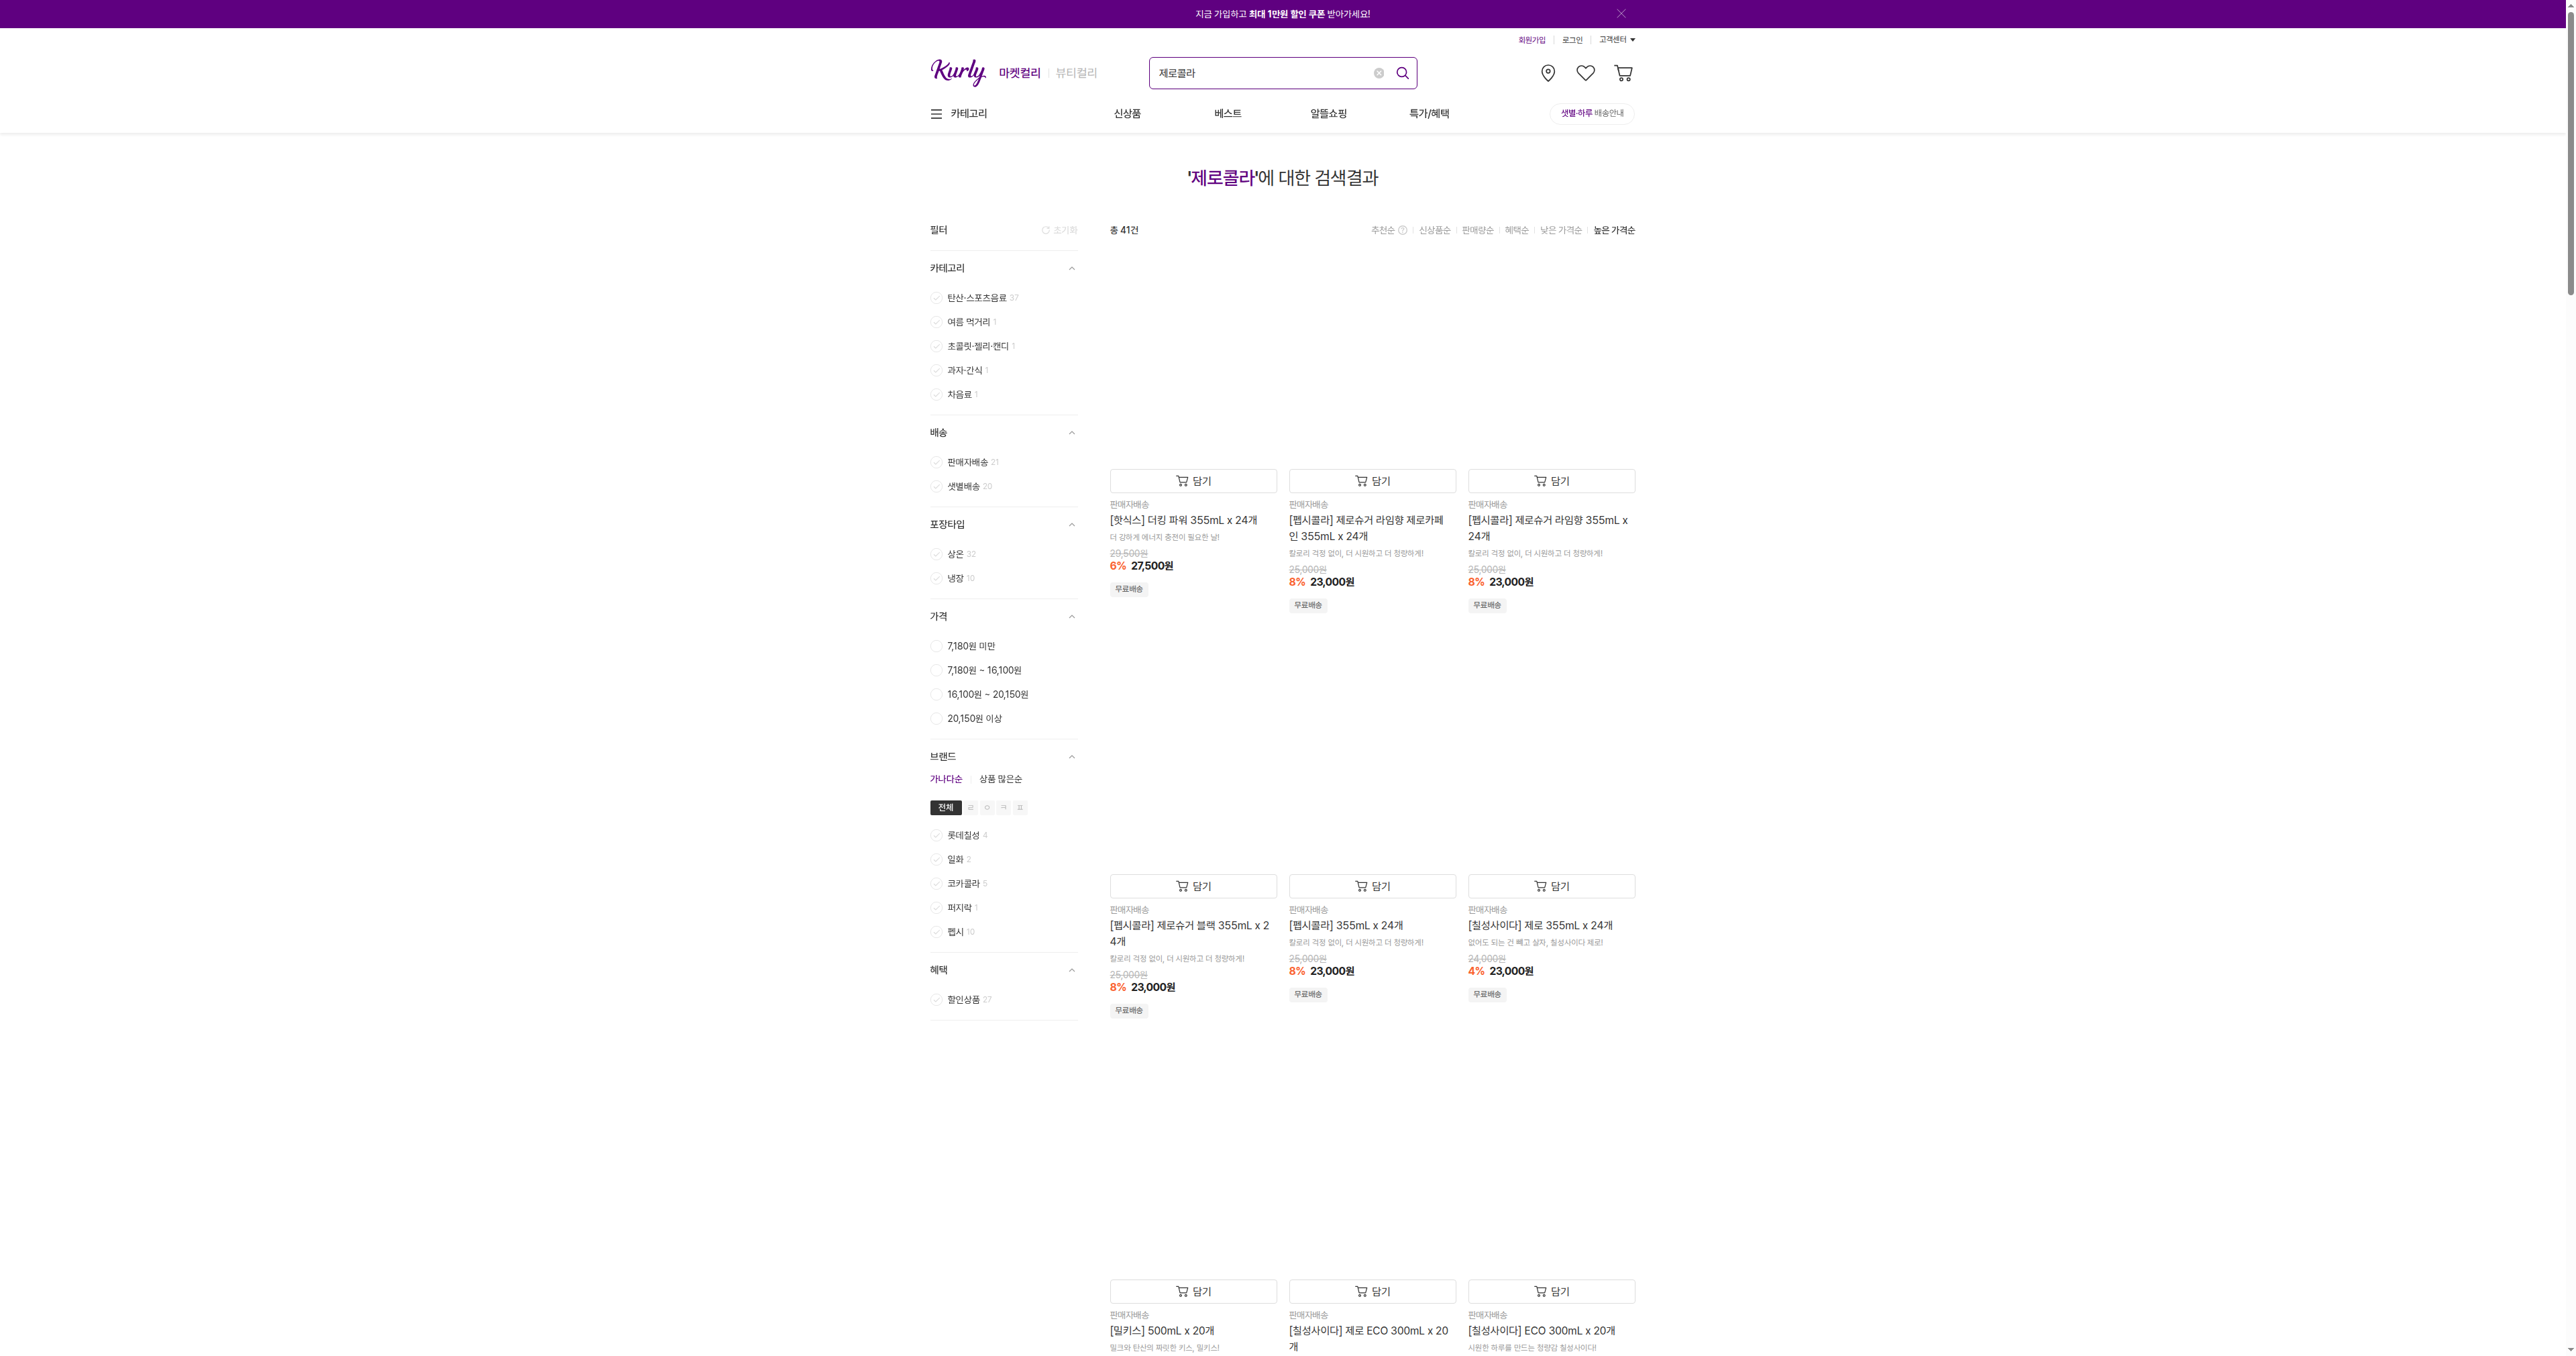 지금 가입하고 최대 1만원 할인 쿠폰 받아가세요!
회원가입 로그인 고객센터
Kurly 마켓컬리 뷰티컬리
제로콜라
카테고리 신상품 베스트 알뜰쇼핑 특가/혜택 샛별·하루 배송안내
'제로콜라'에 대한 검색결과
필터 초기화
총 41건 추천순 신상품순 판매량순 혜택순 낮은 가격순 높은 가격순
카테고리
탄산·스포츠음료 37
여름 먹거리 1
초콜릿·젤리·캔디 1
과자·간식 1
차음료 1
배송
판매자배송 21
샛별배송 20
포장타입
상온 32
냉장 10
가격
7,180원 미만
7,180원 ~ 16,100원
16,100원 ~ 20,150원
20,150원 이상
브랜드
가나다순 상품 많은순
전체 ㄹ ㅇ ㅋ ㅍ
롯데칠성 4
일화 2
코카콜라 5
퍼지락 1
펩시 10
혜택
할인상품 27
담기
판매자배송
[핫식스] 더킹 파워 355mL x 24개
더 강하게 에너지 충전이 필요한 날!
29,500원
6% 27,500원
무료배송
담기
판매자배송
[펩시콜라] 제로슈거 라임향 제로카페
인 355mL x 24개
칼로리 걱정 없이, 더 시원하고 더 청량하게!
25,000원
8% 23,000원
무료배송
담기
판매자배송
[펩시콜라] 제로슈거 라임향 355mL x
24개
칼로리 걱정 없이, 더 시원하고 더 청량하게!
25,000원
8% 23,000원
무료배송
담기
판매자배송
[펩시콜라] 제로슈거 블랙 355mL x 2
4개
칼로리 걱정 없이, 더 시원하고 더 청량하게!
25,000원
8% 23,000원
무료배송
담기
판매자배송
[펩시콜라] 355mL x 24개
칼로리 걱정 없이, 더 시원하고 더 청량하게!
25,000원
8% 23,000원
무료배송
담기
판매자배송
[칠성사이다] 제로 355mL x 24개
없어도 되는 건 빼고 살자, 칠성사이다 제로!
24,000원
4% 23,000원
무료배송
담기
판매자배송
[밀키스] 500mL x 20개
밀크와 탄산의 짜릿한 키스, 밀키스!
담기
판매자배송
[칠성사이다] 제로 ECO 300mL x 20
개
담기
판매자배송
[칠성사이다] ECO 300mL x 20개
시원한 하루를 만드는 청량감 칠성사이다!